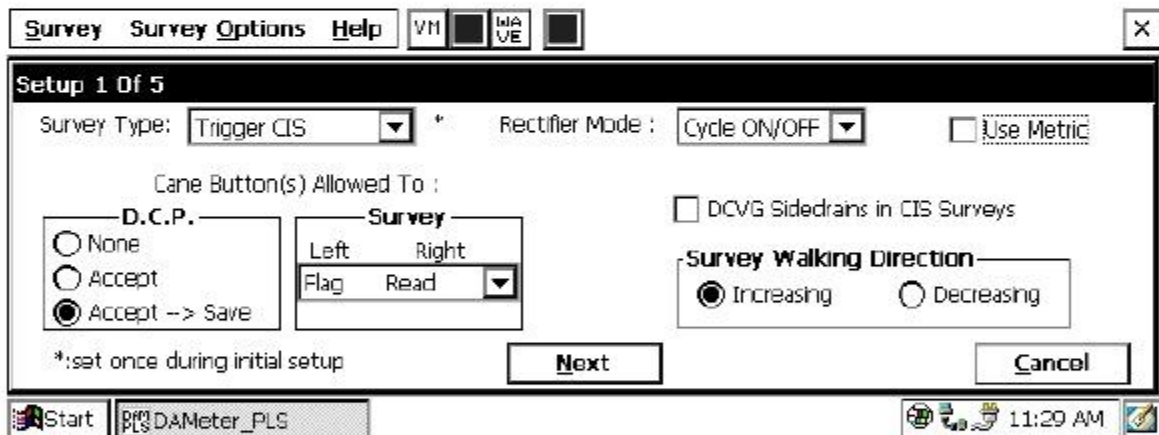 Survey Survey Options Help VM WAVE
Setup 1 Of 5
Survey Type: Trigger CIS * Rectifier Mode : Cycle ON/OFF Use Metric
Cane Button(s) Allowed To :
DCVG Sidedrains in CIS Surveys
D.C.P.
None
Accept
Accept --> Save
Survey
Left Right
Flag Read
Survey Walking Direction
Increasing Decreasing
*:set once during initial setup Next Cancel
Start DAMeter_PLS 11:29 AM